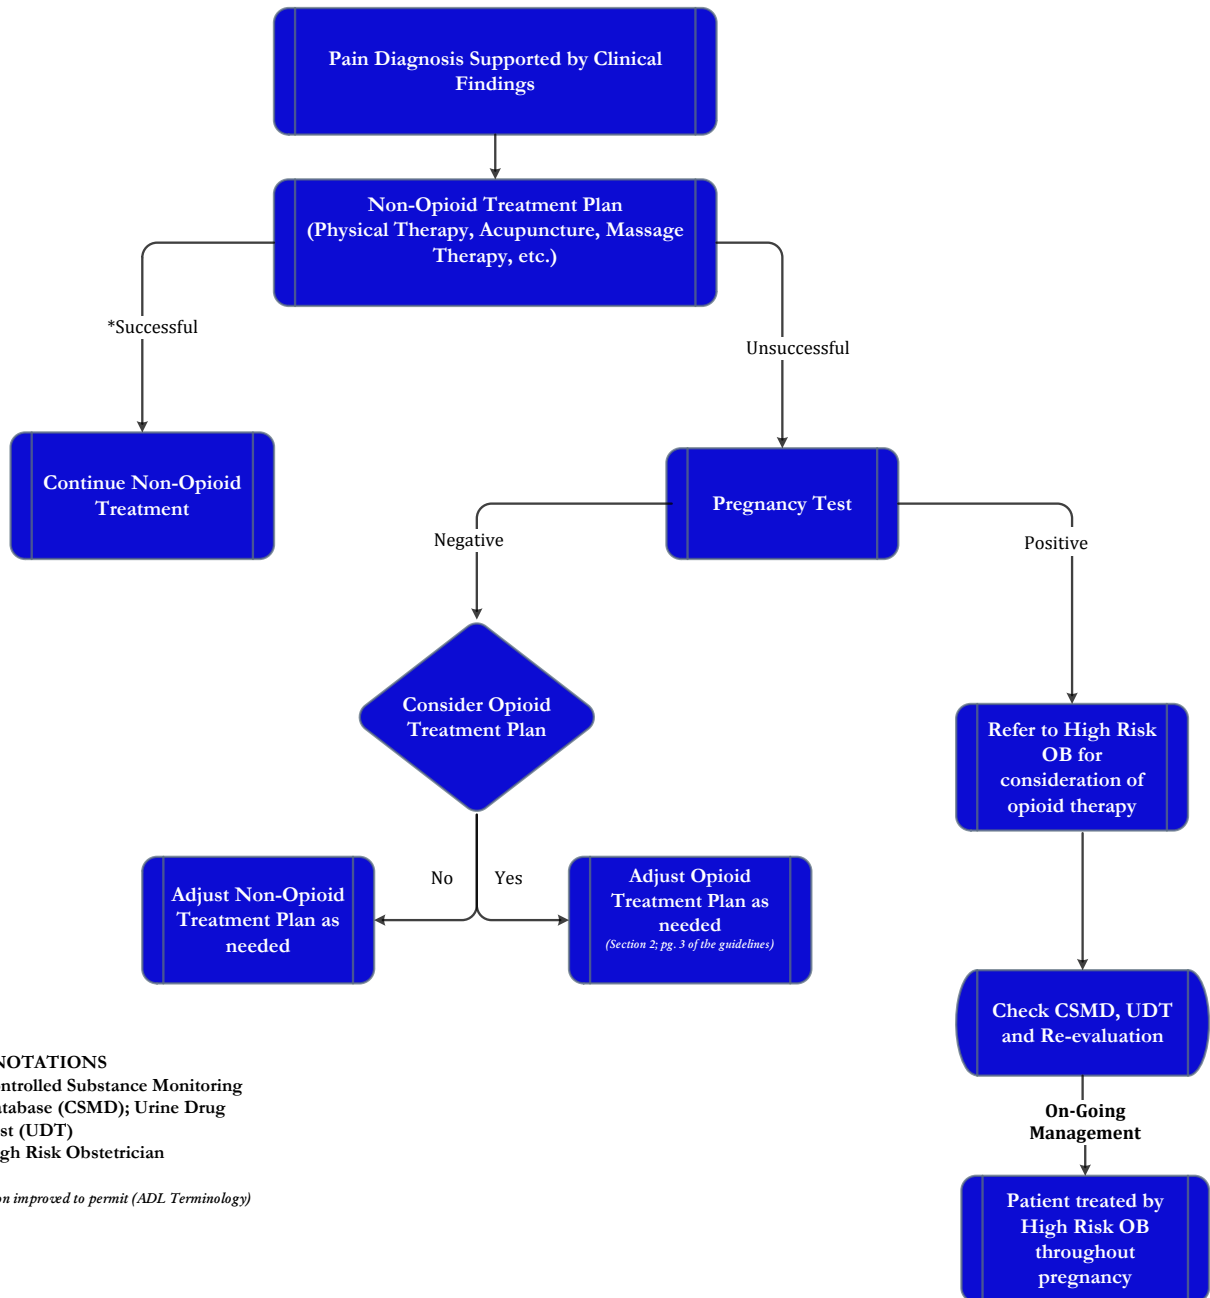 Pain Diagnosis Supported by Clinical
Findings
Non-Opioid Treatment Plan
(Physical Therapy, Acupuncture, Massage
Therapy, etc.)
*Successful
Unsuccessful
Continue Non-Opioid
Treatment
Pregnancy Test
Negative
Positive
Consider Opioid
Treatment Plan
Refer to High Risk
OB for
consideration of
opioid therapy
No
Yes
Adjust Non-Opioid
Treatment Plan as
needed
Adjust Opioid
Treatment Plan as
needed
(Section 2; pg. 3 of the guidelines)
Check CSMD, UDT
and Re-evaluation
On-Going
Management
Patient treated by
High Risk OB
throughout
pregnancy
NOTATIONS
ntrolled Substance Monitoring
tabase (CSMD); Urine Drug
st (UDT)
gh Risk Obstetrician
on improved to permit (ADL Terminology)